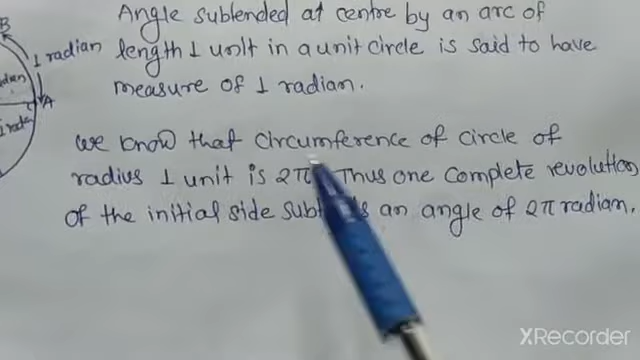 Angle subtended at centre by an arc of
B
1 radian
length 1 unit in a unit circle is said to have
A
measure of 1 radian.
We know that circumference of circle of
radius 1 unit is 2π. Thus one complete revolution
of the initial side an angle of 2π radian.
XRecorder